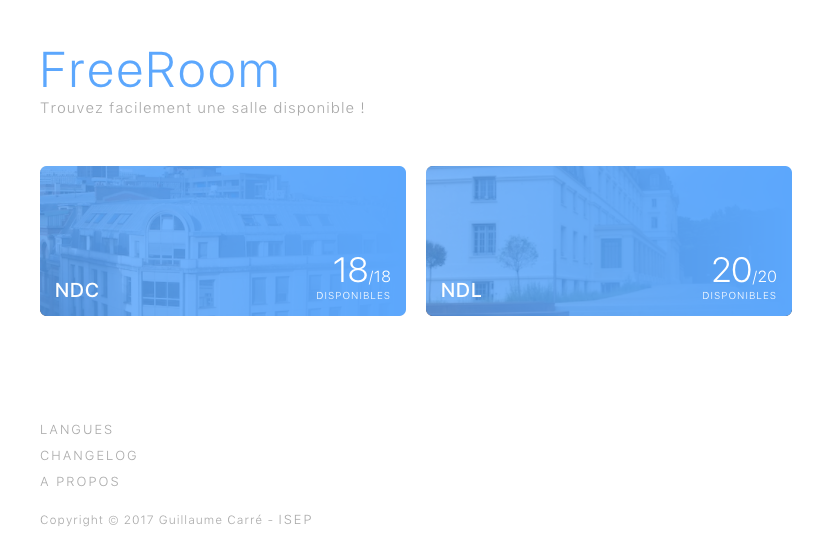 FreeRoom
Trouvez facilement une salle disponible !
NDC
18/18
DISPONIBLES
NDL
20/20
DISPONIBLES
LANGUES
CHANGELOG
A PROPOS
Copyright © 2017 Guillaume Carré - ISEP